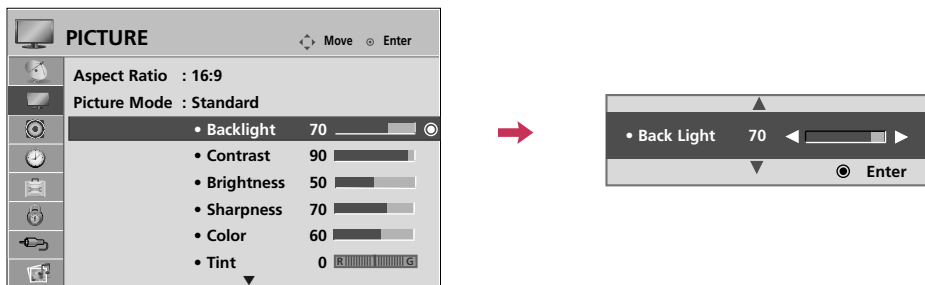 PICTURE Move Enter
Aspect Ratio : 16:9
Picture Mode : Standard
• Backlight 70
• Contrast 90
• Brightness 50
• Sharpness 70
• Color 60
• Tint 0 R G
• Back Light 70
Enter